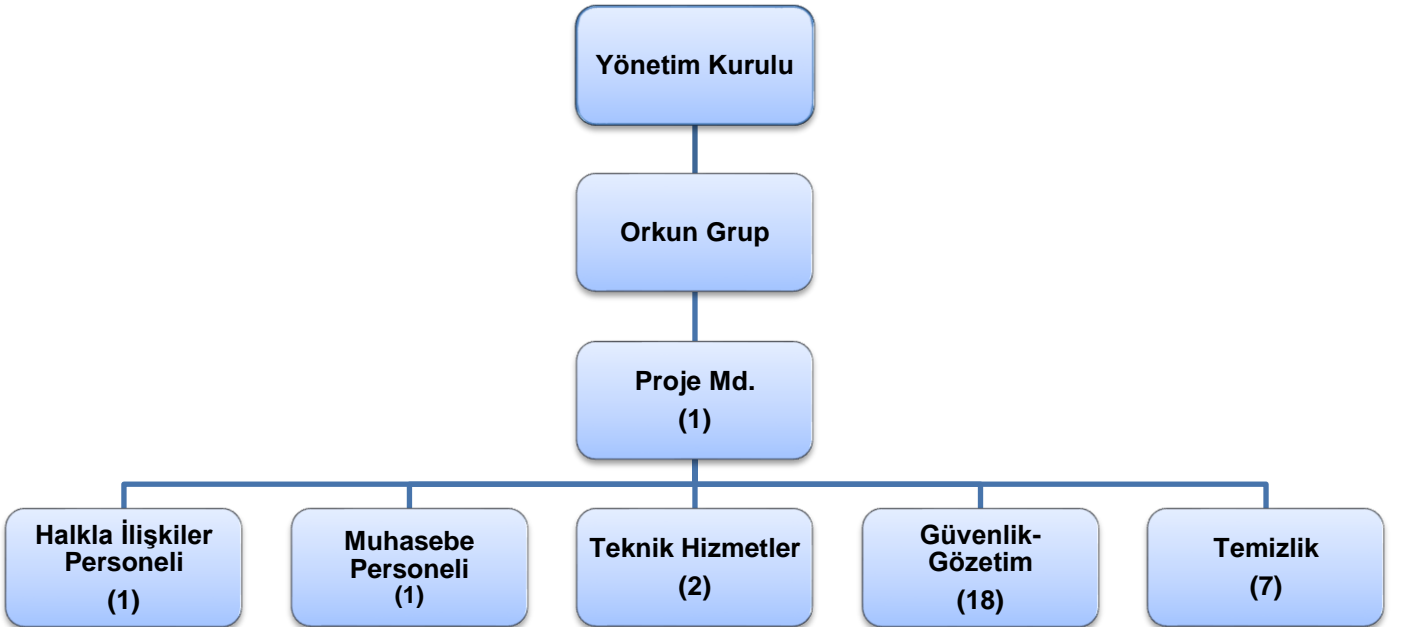 Yönetim Kurulu
Orkun Grup
Proje Md.
(1)
Halkla İlişkiler
Personeli
(1)
Muhasebe
Personeli
(1)
Teknik Hizmetler
(2)
Güvenlik-
Gözetim
(18)
Temizlik
(7)